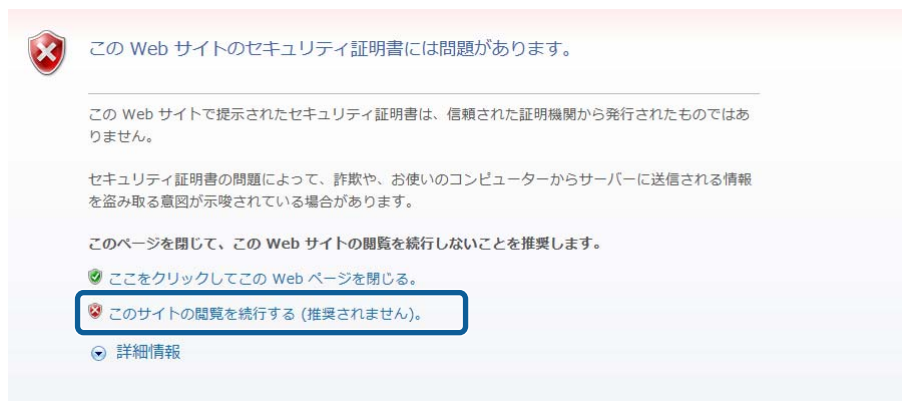 この Web サイトのセキュリティ証明書には問題があります。
この Web サイトで提示されたセキュリティ証明書は、信頼された証明機関から発行されたものではあ
りません。
セキュリティ証明書の問題によって、詐欺や、お使いのコンピューターからサーバーに送信される情報
を盗み取る意図が示唆されている場合があります。
このページを閉じて、この Web サイトの閲覧を続行しないことを推奨します。
ここをクリックしてこの Web ページを閉じる。
このサイトの閲覧を続行する (推奨されません)。
詳細情報